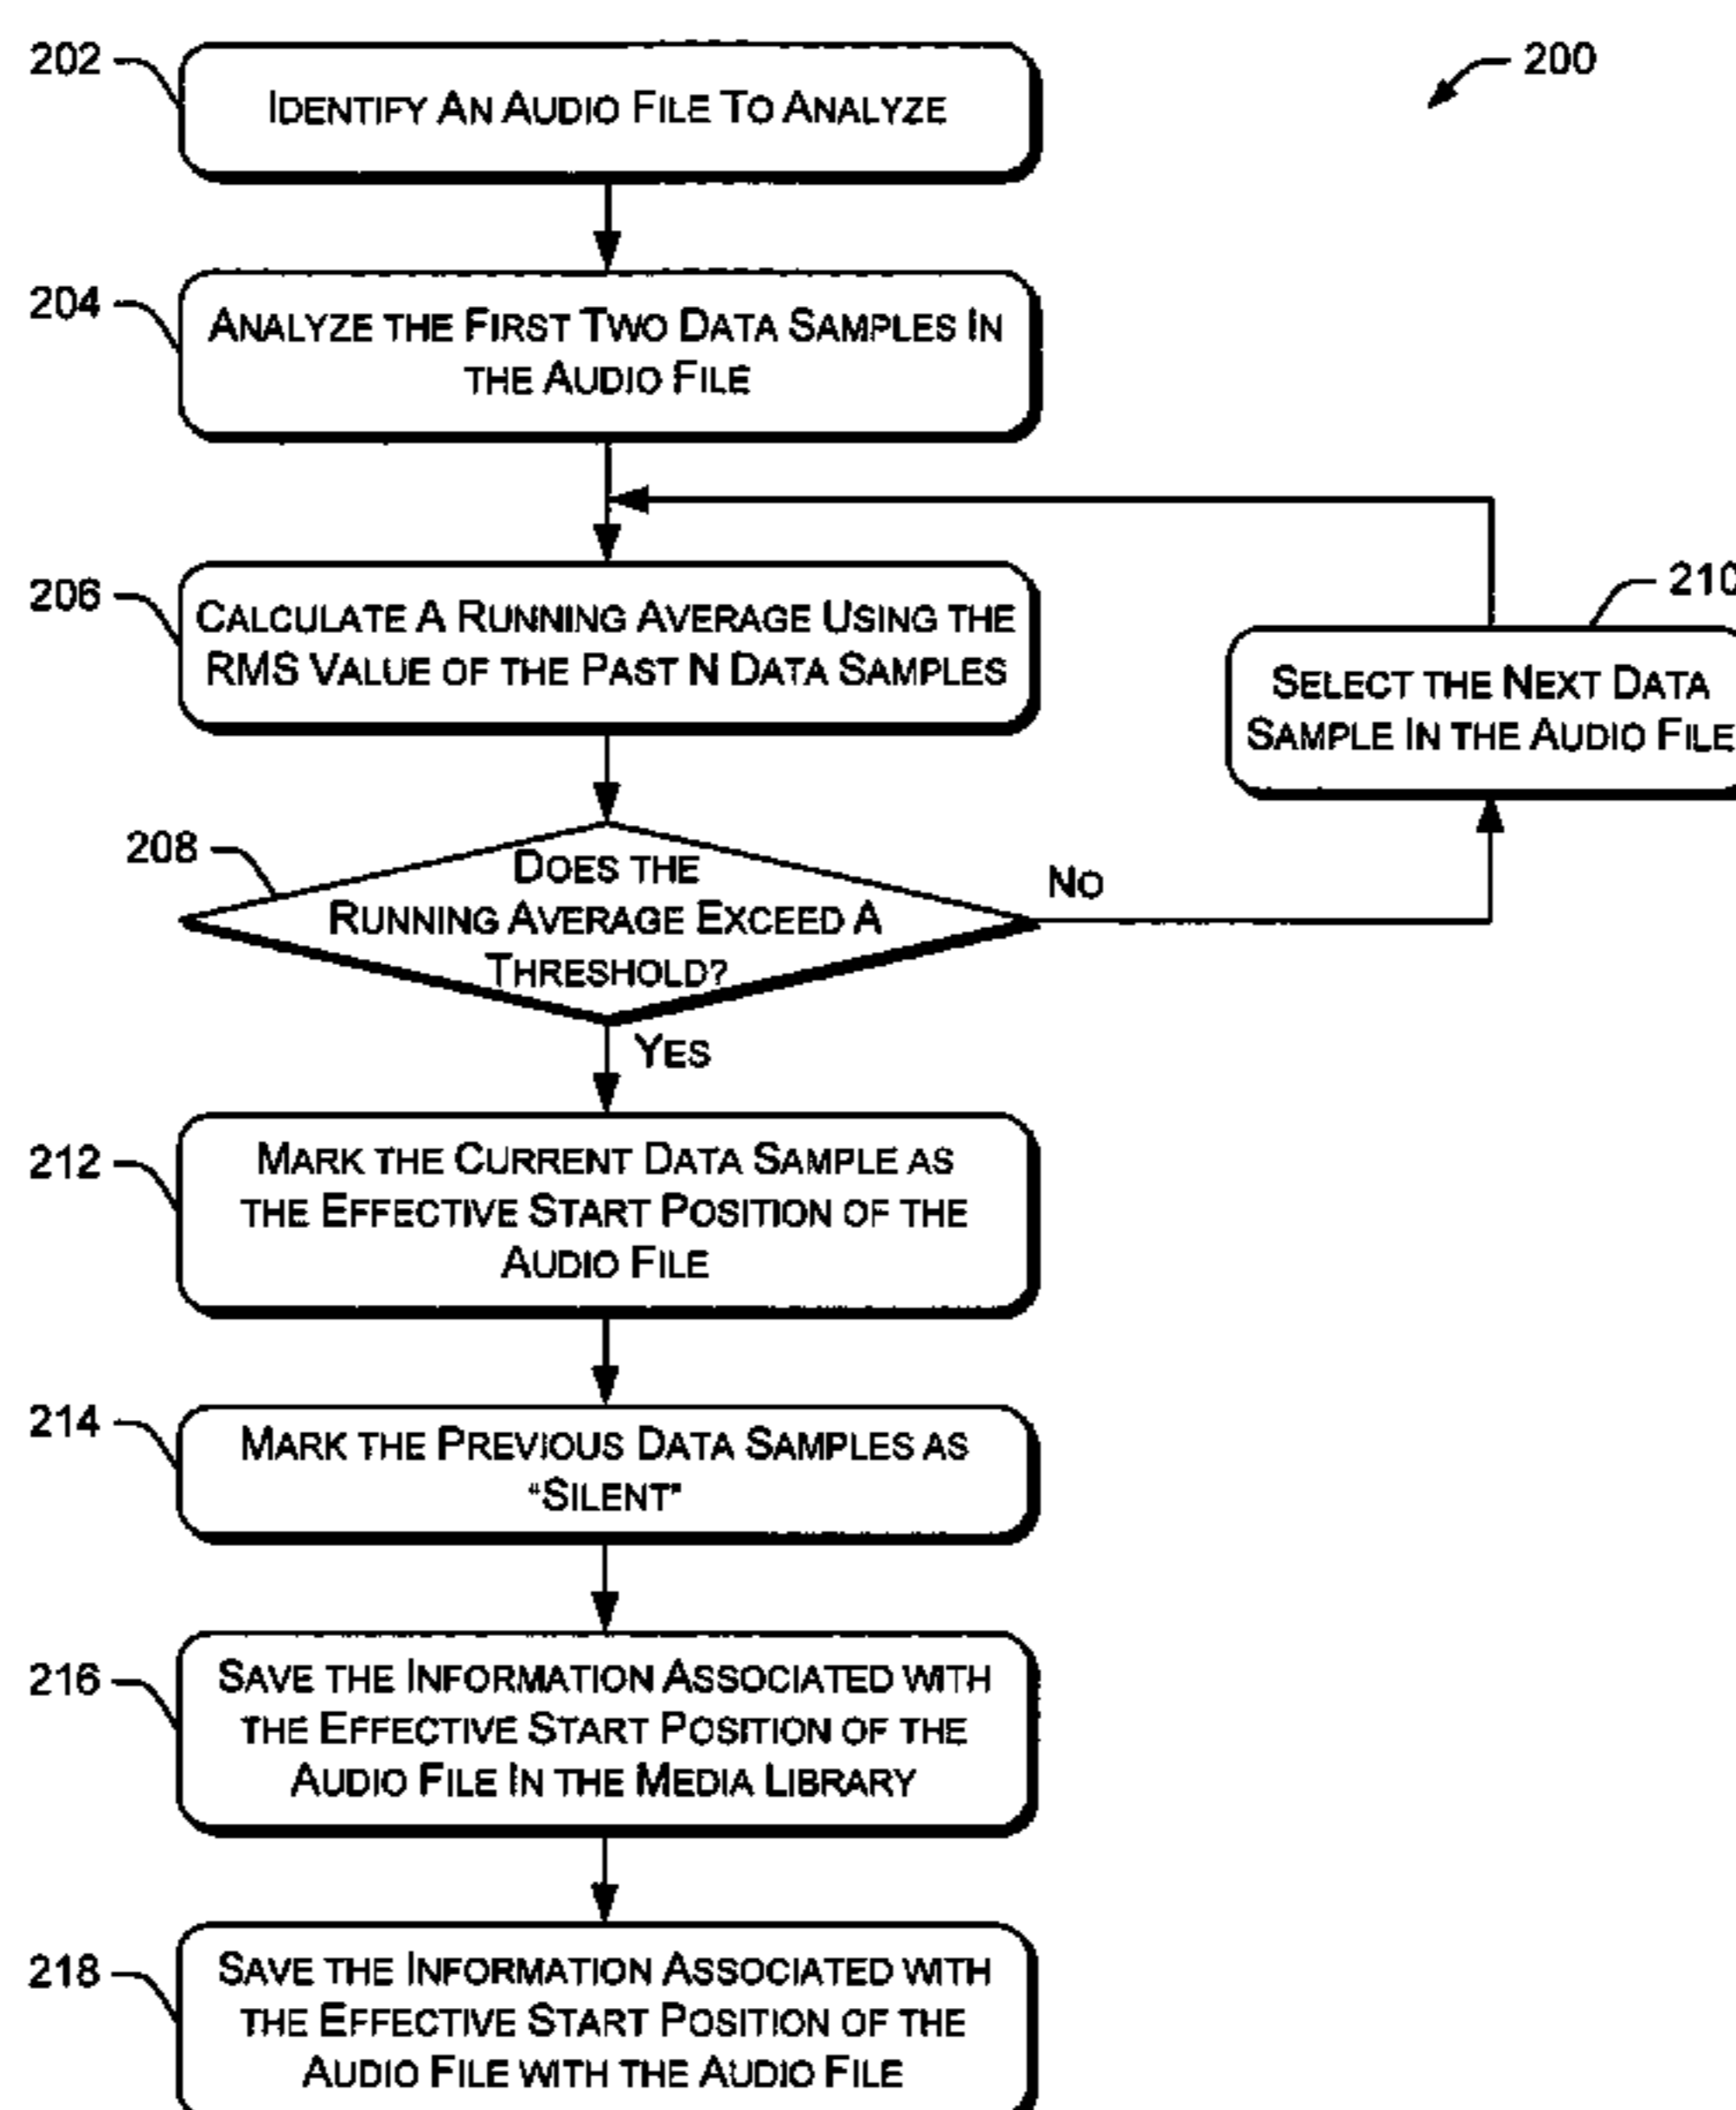 202
IDENTIFY AN AUDIO FILE TO ANALYZE
200
204
ANALYZE THE FIRST TWO DATA SAMPLES IN
THE AUDIO FILE
206
CALCULATE A RUNNING AVERAGE USING THE
RMS VALUE OF THE PAST N DATA SAMPLES
210
SELECT THE NEXT DATA
SAMPLE IN THE AUDIO FILE
208
DOES THE
RUNNING AVERAGE EXCEED A
THRESHOLD?
NO
YES
212
MARK THE CURRENT DATA SAMPLE AS
THE EFFECTIVE START POSITION OF THE
AUDIO FILE
214
MARK THE PREVIOUS DATA SAMPLES AS
"SILENT"
216
SAVE THE INFORMATION ASSOCIATED WITH
THE EFFECTIVE START POSITION OF THE
AUDIO FILE IN THE MEDIA LIBRARY
218
SAVE THE INFORMATION ASSOCIATED WITH
THE EFFECTIVE START POSITION OF THE
AUDIO FILE WITH THE AUDIO FILE